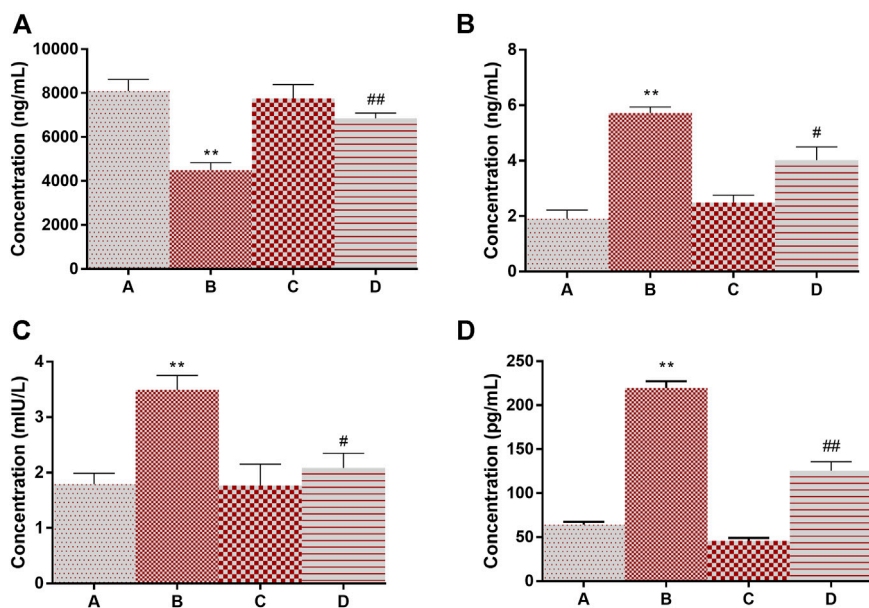 A
Concentration (ng/mL)
10000
8000
6000
4000
2000
0
**
##
A B C D
B
Concentration (ng/mL)
8
6
4
2
0
**
#
A B C D
C
Concentration (mIU/L)
4
3
2
1
0
**
#
A B C D
D
Concentration (pg/mL)
250
200
150
100
50
0
**
##
A B C D